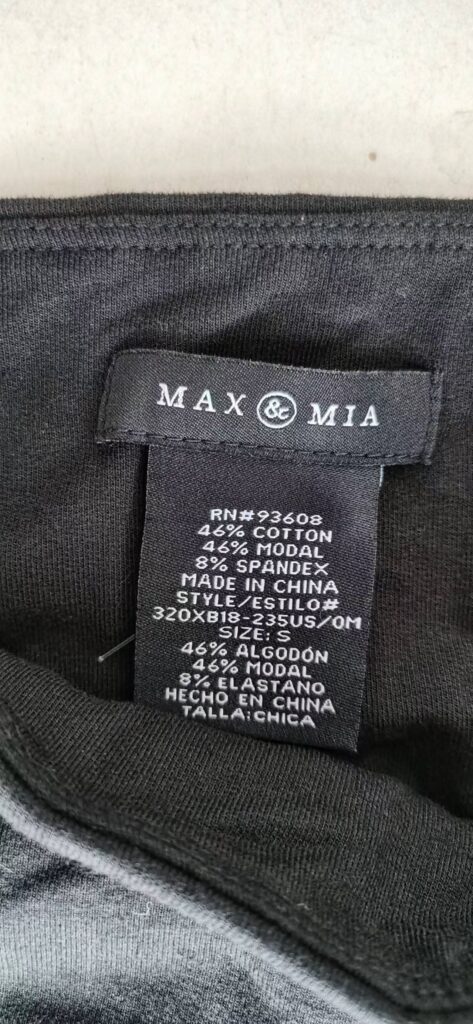 MAX & MIA
RN#93608
46% COTTON
46% MODAL
8% SPANDEX
MADE IN CHINA
STYLE/ESTILO#
320XB18-235US/0M
SIZE: S
46% ALGODÓN
46% MODAL
8% ELASTANO
HECHO EN CHINA
TALLA:CHICA